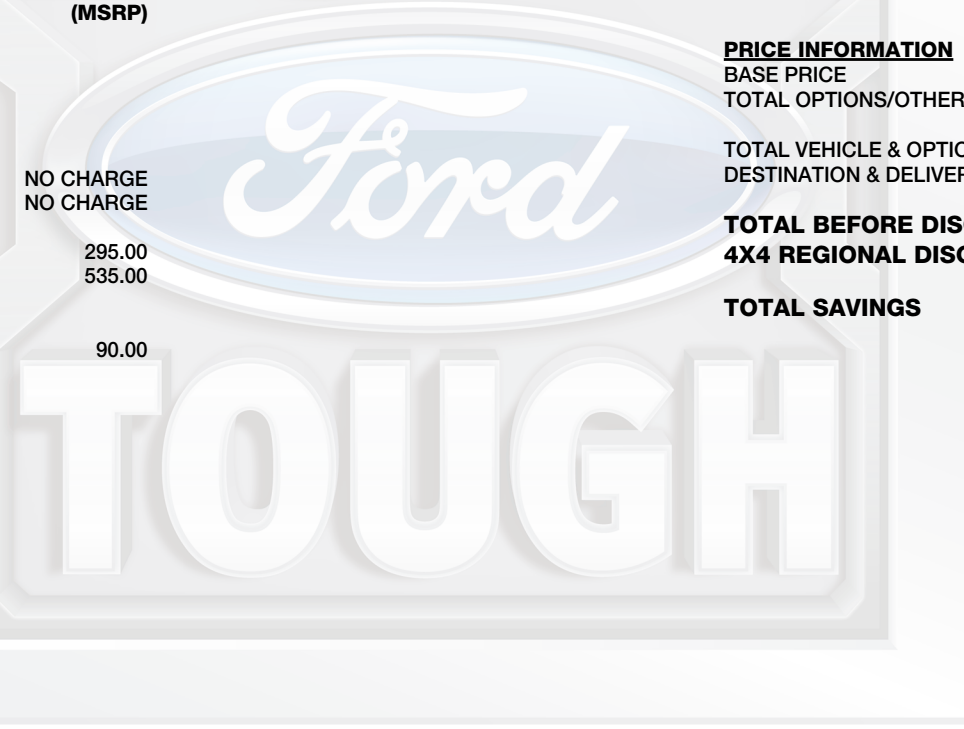 (MSRP)
NO CHARGE
NO CHARGE
295.00
535.00
90.00
PRICE INFORMATION
BASE PRICE
TOTAL OPTIONS/OTHER
TOTAL VEHICLE & OPTIO
DESTINATION & DELIVER
TOTAL BEFORE DISC
4X4 REGIONAL DISC
TOTAL SAVINGS
Ford
TOUGH